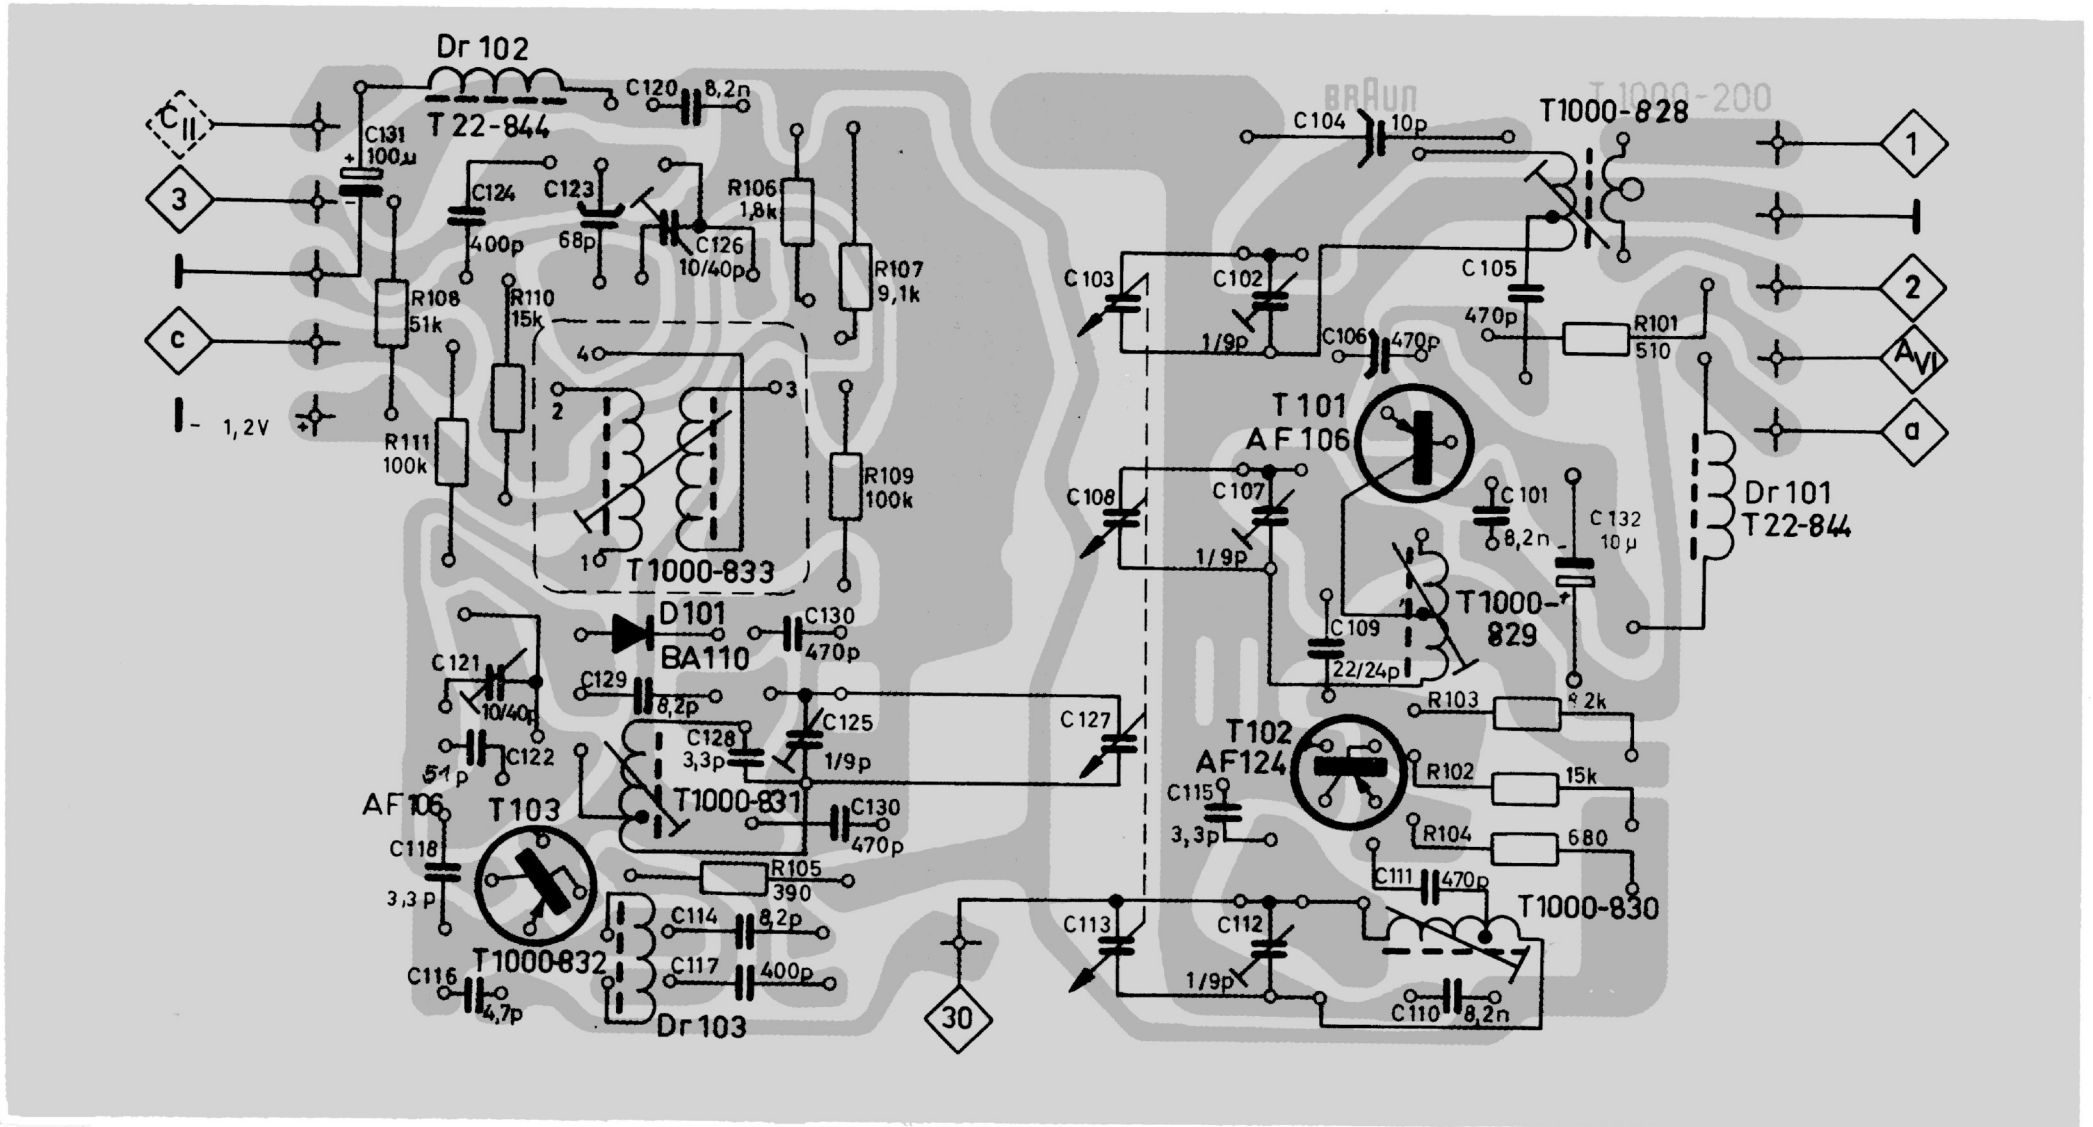 Dr 102
T 22-844
C120 8,2n
BRAUN
T 1000-200
T1000-828
C104 10p
CII
C131
100µ
+
-
3
C124
400p
C123
68p
C126
10/40p
R106
1,8k
R107
9,1k
1
2
AVI
a
c
- 1,2V +
R108
51k
R110
15k
R111
100k
4
2
3
1
T1000-833
R109
100k
C103
C102
1/9p
C105
470p
C106 470p
R101
510
T 101
AF106
C108
C107
1/9p
C101
8,2n
C132
10µ
-
+
Dr 101
T22-844
T1000-
829
C109
22/24p
D101
BA110
C130
470p
C121
10/40p
C129
8,2p
C122
51p
C128
3,3p
C125
1/9p
C127
T1000-831
C130
470p
R103 8,2k
T102
AF124
R102 15k
C115
3,3p
R104 680
AF106
T103
C118
3,3p
R105
390
C111 470p
T1000-830
C114 8,2p
C117 400p
T1000-832
C116
4,7p
Dr 103
30
C113
C112
1/9p
C110 8,2n